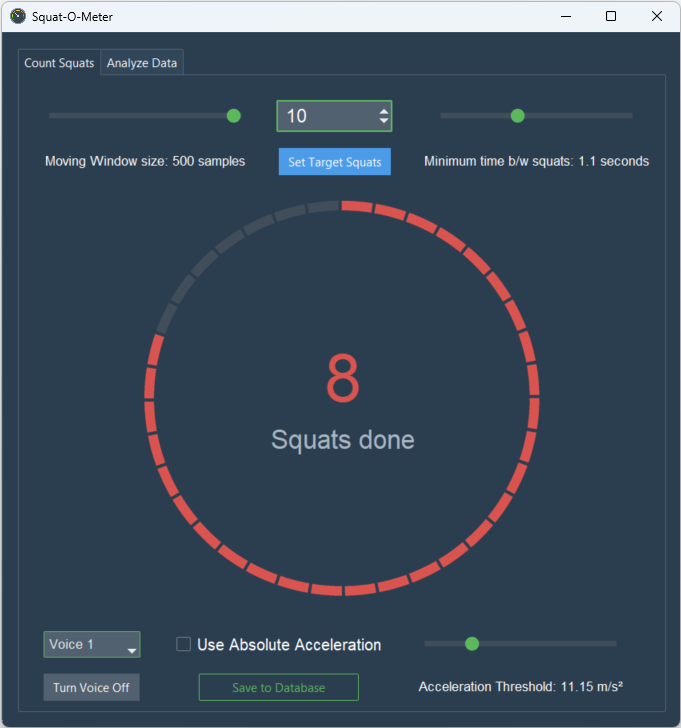 Squat-O-Meter
Count Squats
Analyze Data
10
Moving Window size: 500 samples
Set Target Squats
Minimum time b/w squats: 1.1 seconds
8
Squats done
Voice 1
Use Absolute Acceleration
Turn Voice Off
Save to Database
Acceleration Threshold: 11.15 m/s²